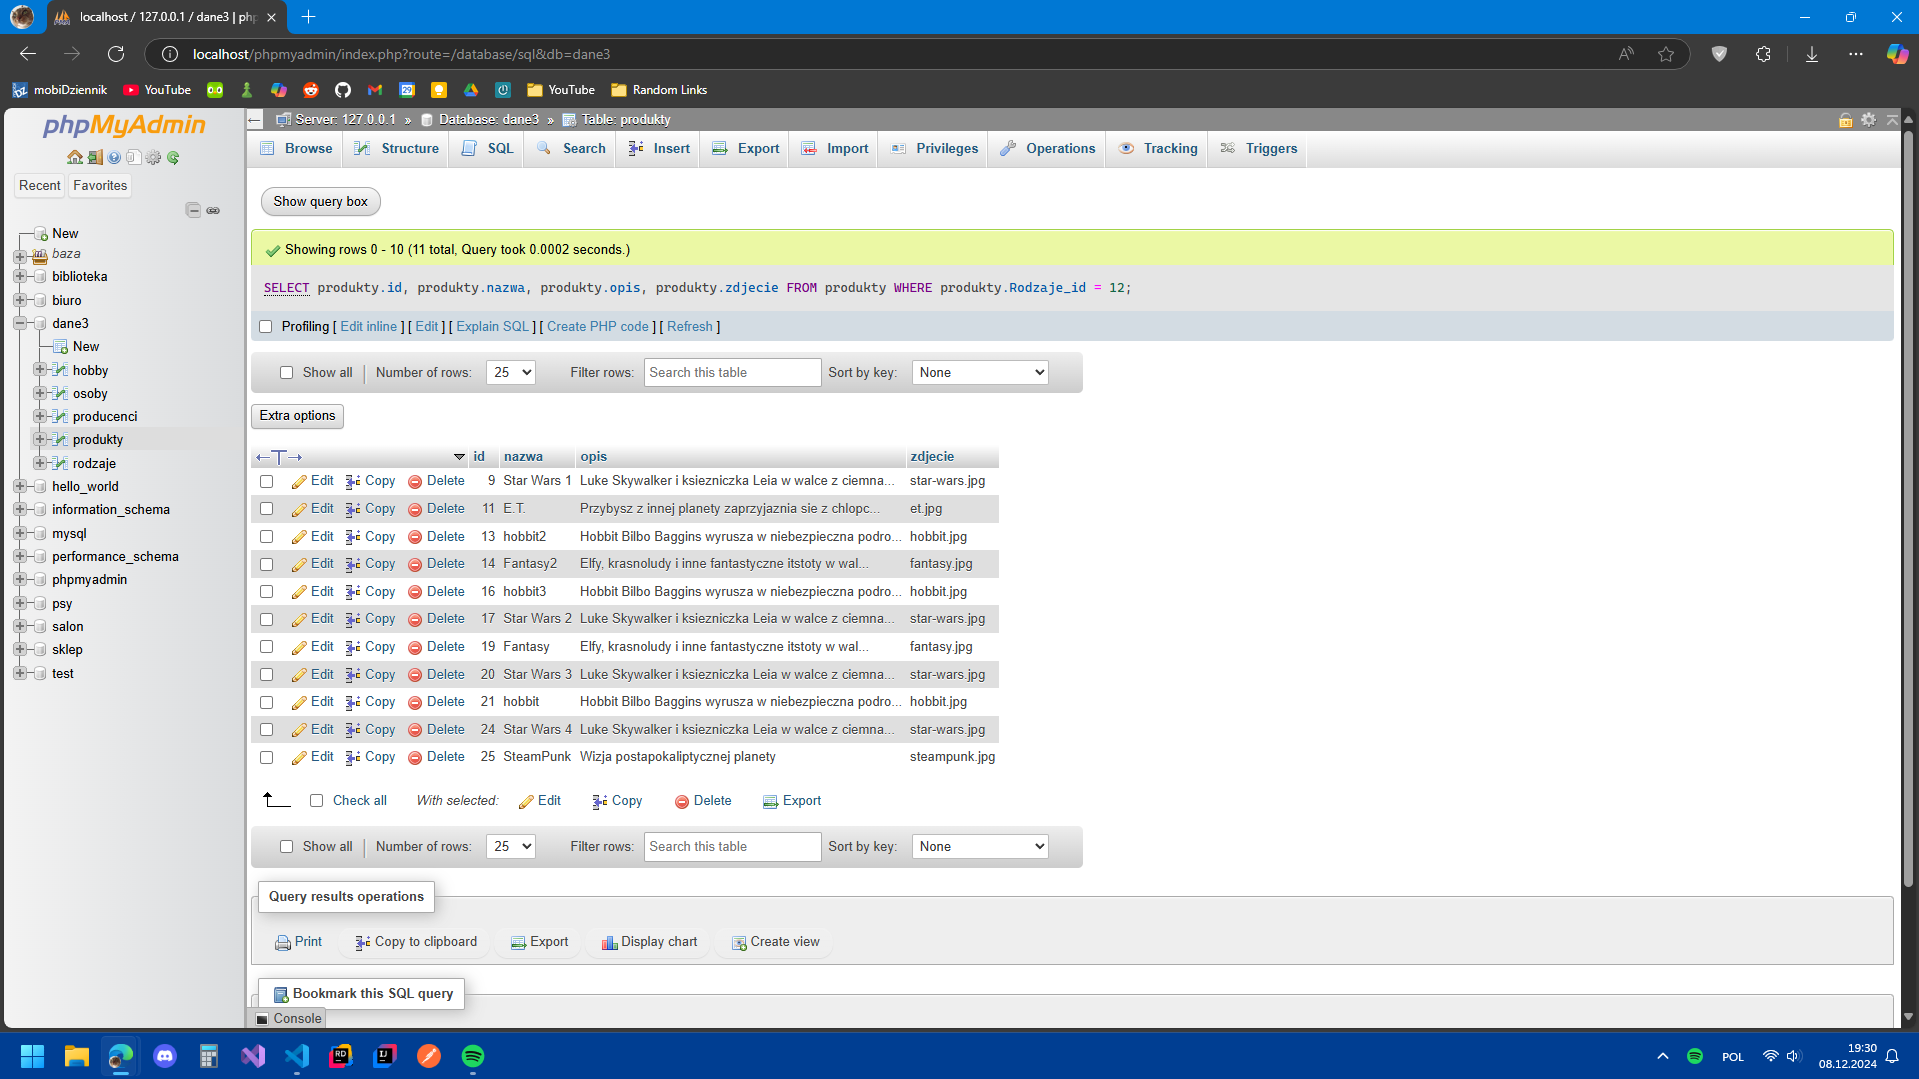 localhost / 127.0.0.1 / dane3 | php
localhost/phpmyadmin/index.php?route=/database/sql&db=dane3
mobiDziennik YouTube YouTube Random Links
phpMyAdmin
Recent Favorites
New
baza
biblioteka
biuro
dane3
New
hobby
osoby
producenci
produkty
rodzaje
hello_world
information_schema
mysql
performance_schema
phpmyadmin
psy
salon
sklep
test
Server: 127.0.0.1 » Database: dane3 » Table: produkty
Browse Structure SQL Search Insert Export Import Privileges Operations Tracking Triggers
Show query box
Showing rows 0 - 10 (11 total, Query took 0.0002 seconds.)
SELECT produkty.id, produkty.nazwa, produkty.opis, produkty.zdjecie FROM produkty WHERE produkty.Rodzaje_id = 12;
Profiling [ Edit inline ] [ Edit ] [ Explain SQL ] [ Create PHP code ] [ Refresh ]
Show all | Number of rows: 25 Filter rows: Search this table Sort by key: None
Extra options
id nazwa opis zdjecie
Edit Copy Delete 9 Star Wars 1 Luke Skywalker i ksiezniczka Leia w walce z ciemna... star-wars.jpg
Edit Copy Delete 11 E.T. Przybysz z innej planety zaprzyjaznia sie z chlopc... et.jpg
Edit Copy Delete 13 hobbit2 Hobbit Bilbo Baggins wyrusza w niebezpieczna podro... hobbit.jpg
Edit Copy Delete 14 Fantasy2 Elfy, krasnoludy i inne fantastyczne itstoty w wal... fantasy.jpg
Edit Copy Delete 16 hobbit3 Hobbit Bilbo Baggins wyrusza w niebezpieczna podro... hobbit.jpg
Edit Copy Delete 17 Star Wars 2 Luke Skywalker i ksiezniczka Leia w walce z ciemna... star-wars.jpg
Edit Copy Delete 19 Fantasy Elfy, krasnoludy i inne fantastyczne itstoty w wal... fantasy.jpg
Edit Copy Delete 20 Star Wars 3 Luke Skywalker i ksiezniczka Leia w walce z ciemna... star-wars.jpg
Edit Copy Delete 21 hobbit Hobbit Bilbo Baggins wyrusza w niebezpieczna podro... hobbit.jpg
Edit Copy Delete 24 Star Wars 4 Luke Skywalker i ksiezniczka Leia w walce z ciemna... star-wars.jpg
Edit Copy Delete 25 SteamPunk Wizja postapokaliptycznej planety steampunk.jpg
Check all With selected: Edit Copy Delete Export
Show all | Number of rows: 25 Filter rows: Search this table Sort by key: None
Query results operations
Print Copy to clipboard Export Display chart Create view
Bookmark this SQL query
Console
POL
19:30
08.12.2024